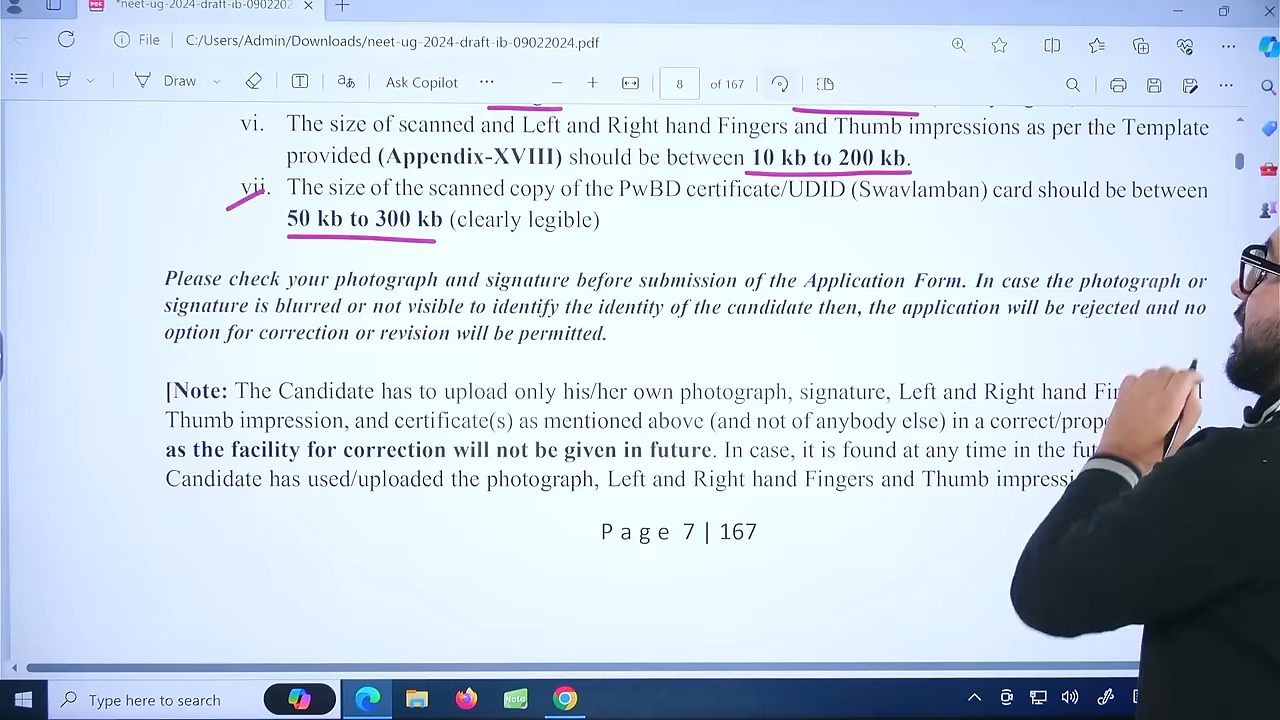 *neet-ug-2024-draft-ib-0902202
File C:/Users/Admin/Downloads/neet-ug-2024-draft-ib-09022024.pdf
Draw Ask Copilot 8 of 167
vi. The size of scanned and Left and Right hand Fingers and Thumb impressions as per the Template
provided (Appendix-XVIII) should be between 10 kb to 200 kb.
vii. The size of the scanned copy of the PwBD certificate/UDID (Swavlamban) card should be between
50 kb to 300 kb (clearly legible)
Please check your photograph and signature before submission of the Application Form. In case the photograph or
signature is blurred or not visible to identify the identity of the candidate then, the application will be rejected and no
option for correction or revision will be permitted.
[Note: The Candidate has to upload only his/her own photograph, signature, Left and Right hand
Thumb impression, and certificate(s) as mentioned above (and not of anybody else) in a
as the facility for correction will not be given in future. In case, it is found at any time in the
Candidate has used/uploaded the photograph, Left and Right hand Fingers and Thumb
Page 7 | 167
Type here to search
Note